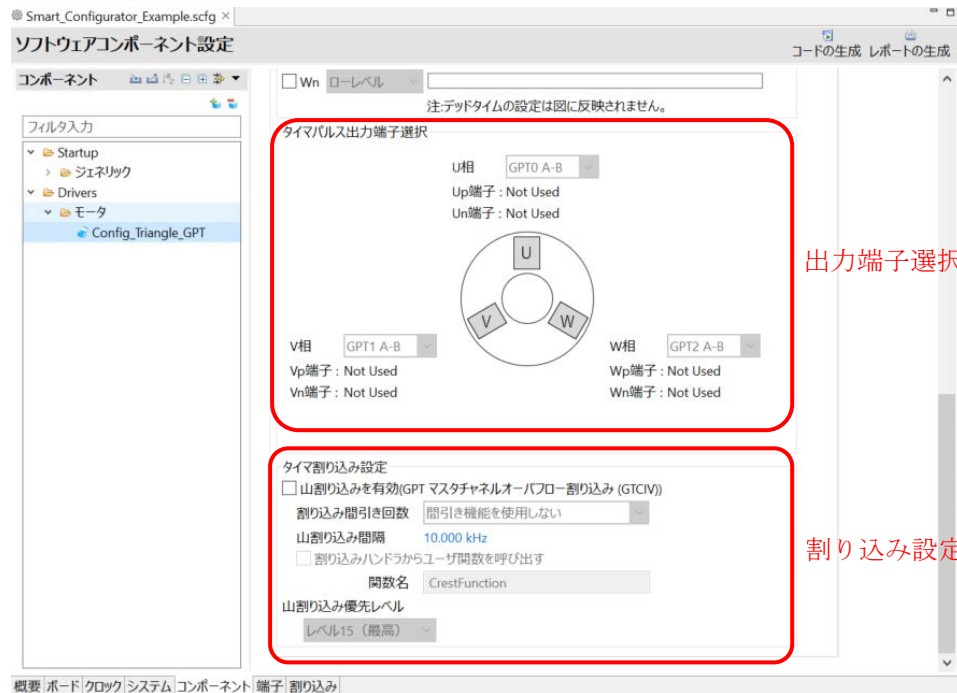 Smart_Configurator_Example.scfg ×
ソフトウェアコンポーネント設定
コードの生成 レポートの生成
コンポーネント
フィルタ入力
Startup
ジェネリック
Drivers
モータ
Config_Triangle_GPT
Wn ローレベル
注:デッドタイムの設定は図に反映されません。
タイマパルス出力端子選択
U相 GPT0 A-B
Up端子 : Not Used
Un端子 : Not Used
U
V W
出力端子選択
V相 GPT1 A-B W相 GPT2 A-B
Vp端子 : Not Used Wp端子 : Not Used
Vn端子 : Not Used Wn端子 : Not Used
タイマ割り込み設定
山割り込みを有効(GPT マスタチャネルオーバフロー割り込み (GTCIV))
割り込み間引き回数 間引き機能を使用しない
山割り込み間隔 10.000 kHz
割り込みハンドラからユーザ関数を呼び出す
割り込み設定
関数名 CrestFunction
山割り込み優先レベル
レベル15（最高）
概要 ボード クロック システム コンポーネント 端子 割り込み